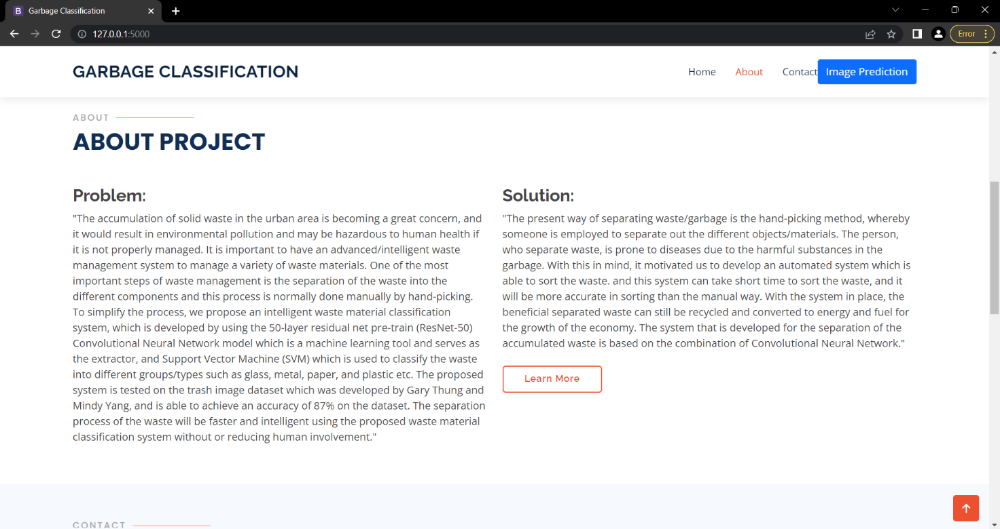 B Garbage Classification
127.0.0.1:5000
Error
GARBAGE CLASSIFICATION
Home
About
Contact
Image Prediction
ABOUT
ABOUT PROJECT
Problem:
"The accumulation of solid waste in the urban area is becoming a great concern, and
it would result in environmental pollution and may be hazardous to human health if
it is not properly managed. It is important to have an advanced/intelligent waste
management system to manage a variety of waste materials. One of the most
important steps of waste management is the separation of the waste into the
different components and this process is normally done manually by hand-picking.
To simplify the process, we propose an intelligent waste material classification
system, which is developed by using the 50-layer residual net pre-train (ResNet-50)
Convolutional Neural Network model which is a machine learning tool and serves as
the extractor, and Support Vector Machine (SVM) which is used to classify the waste
into different groups/types such as glass, metal, paper, and plastic etc. The proposed
system is tested on the trash image dataset which was developed by Gary Thung and
Mindy Yang, and is able to achieve an accuracy of 87% on the dataset. The separation
process of the waste will be faster and intelligent using the proposed waste material
classification system without or reducing human involvement."
Solution:
"The present way of separating waste/garbage is the hand-picking method, whereby
someone is employed to separate out the different objects/materials. The person,
who separate waste, is prone to diseases due to the harmful substances in the
garbage. With this in mind, it motivated us to develop an automated system which is
able to sort the waste. and this system can take short time to sort the waste, and it
will be more accurate in sorting than the manual way. With the system in place, the
beneficial separated waste can still be recycled and converted to energy and fuel for
the growth of the economy. The system that is developed for the separation of the
accumulated waste is based on the combination of Convolutional Neural Network."
Learn More
CONTACT